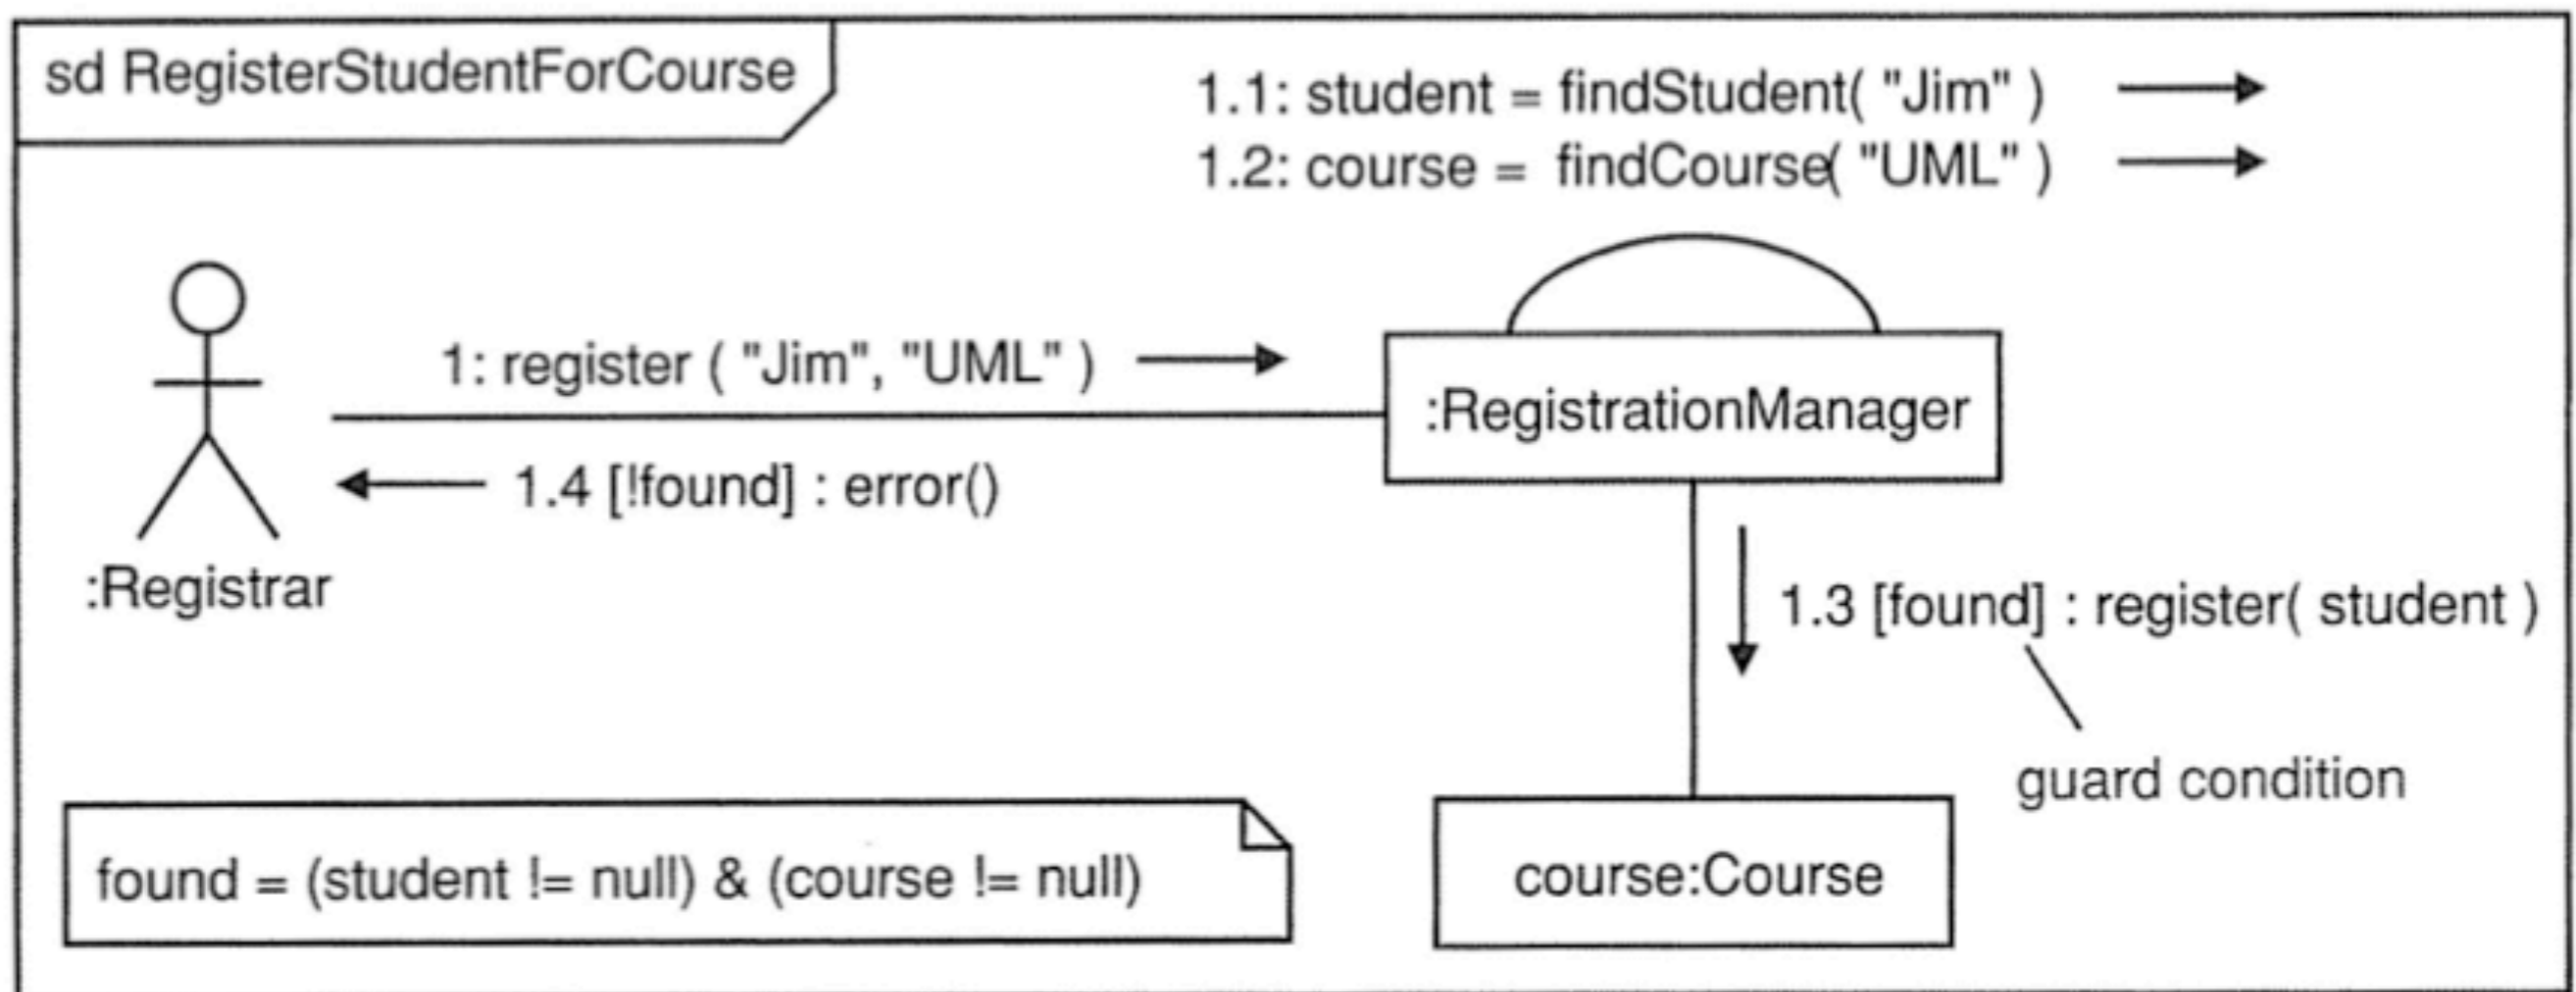 sd RegisterStudentForCourse
1.1: student = findStudent( "Jim" )
1.2: course = findCourse( "UML" )
1: register ( "Jim", "UML" )
:RegistrationManager
1.4 [!found] : error()
:Registrar
1.3 [found] : register( student )
guard condition
found = (student != null) & (course != null)
course:Course